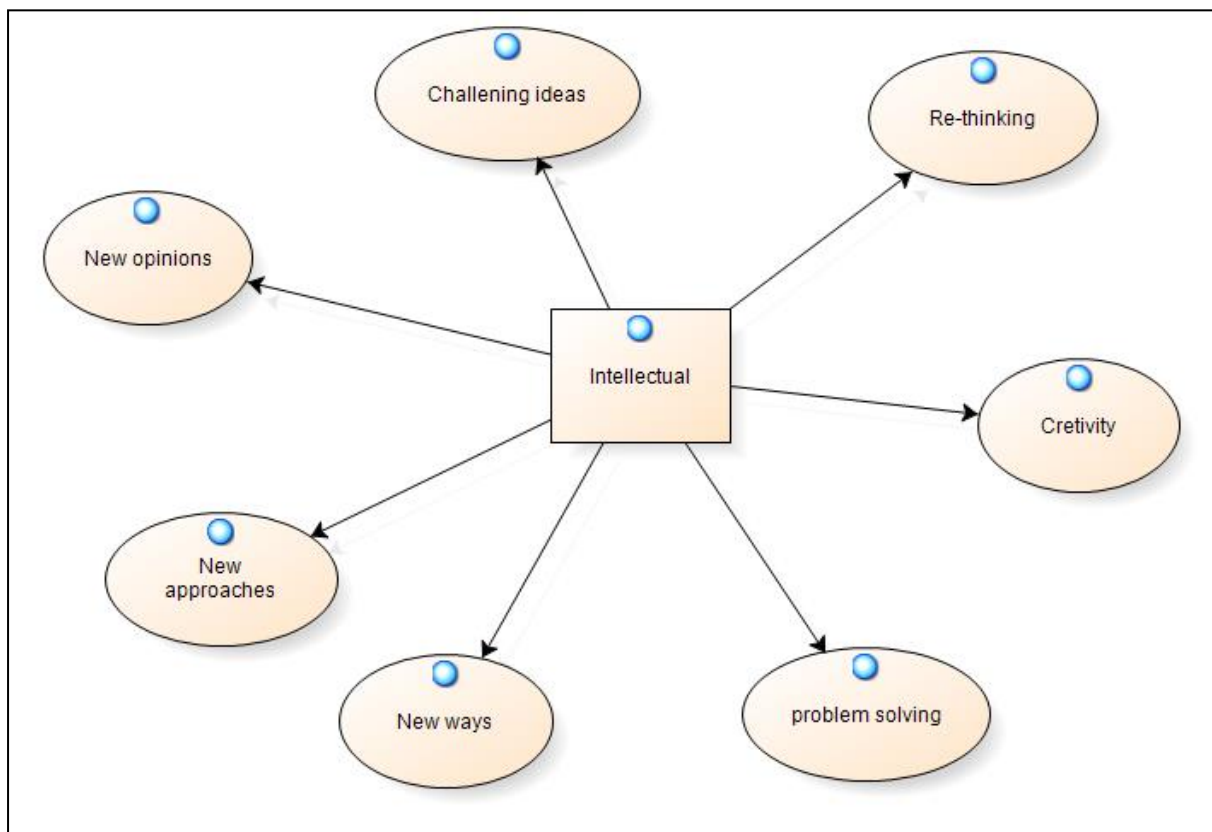 Challening ideas
Re-thinking
New opinions
Intellectual
Cretivity
New
approaches
New ways
problem solving